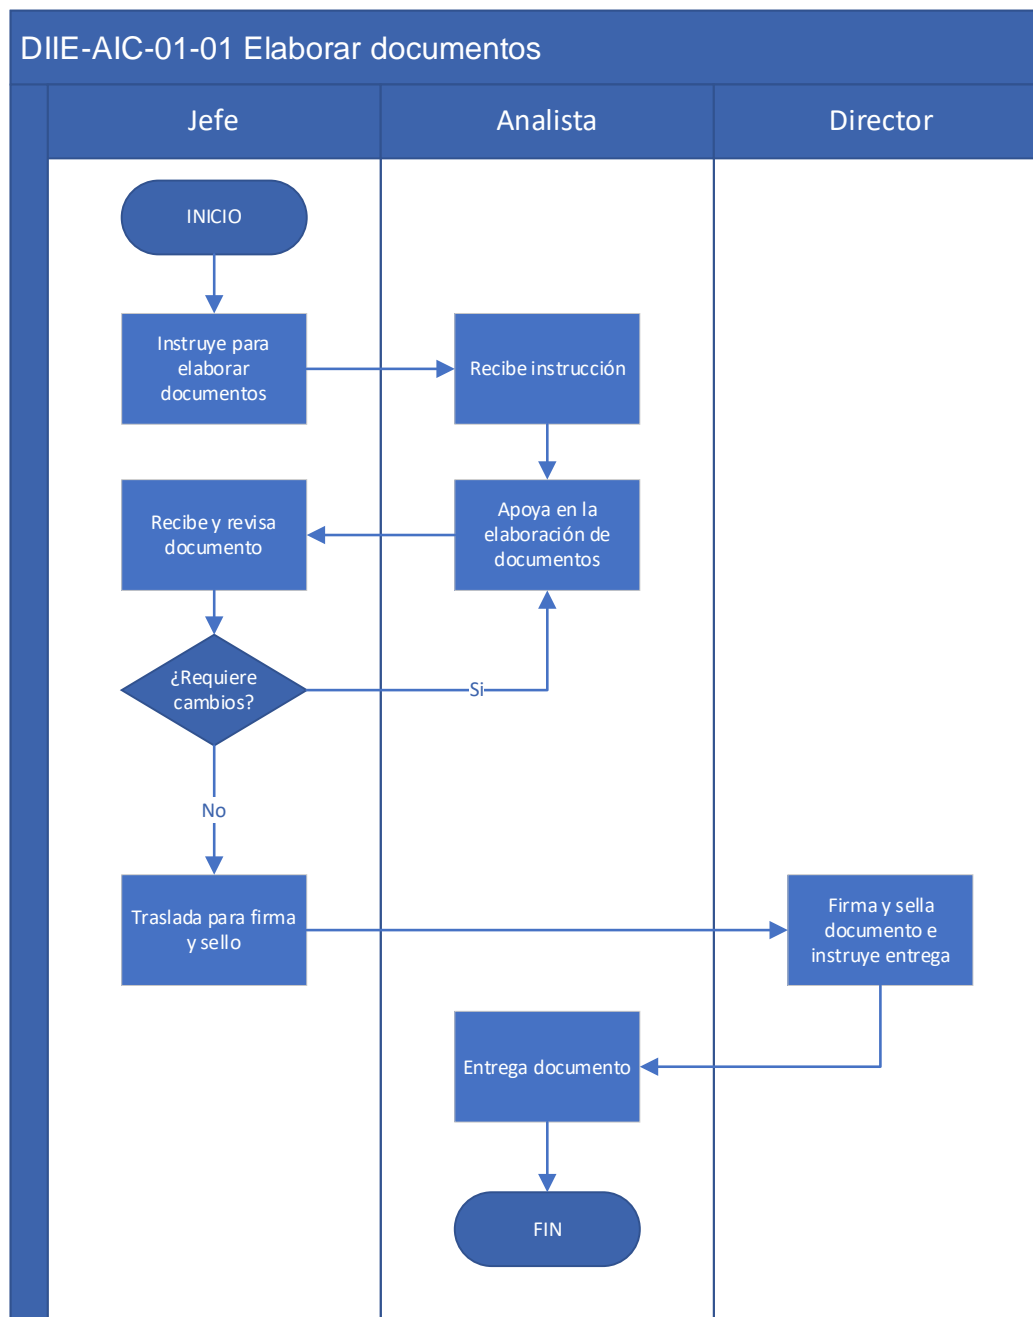 DIIE-AIC-01-01 Elaborar documentos
Jefe
Analista
Director
INICIO
Instruye para
elaborar
documentos
Recibe instrucción
Recibe y revisa
documento
Apoya en la
elaboración de
documentos
¿Requiere
cambios?
Si
No
Traslada para firma
y sello
Firma y sella
documento e
instruye entrega
Entrega documento
FIN